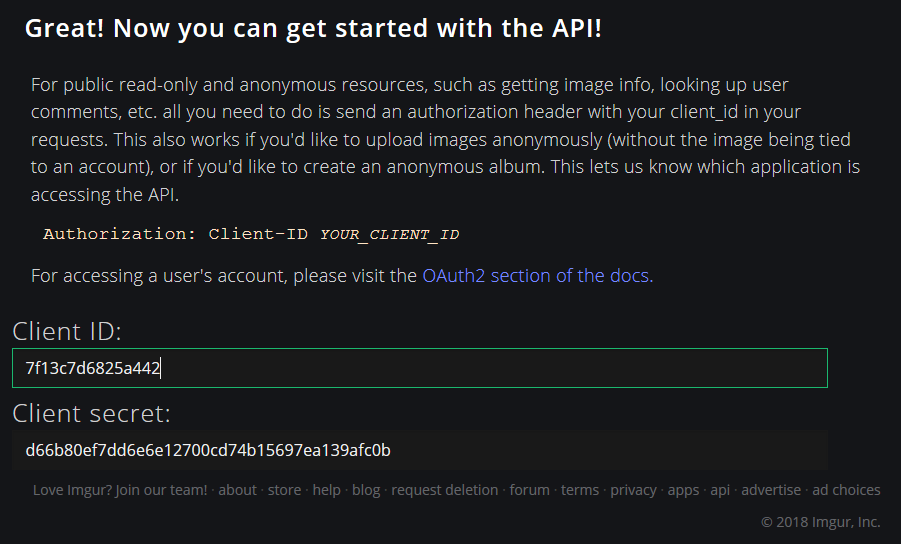 Great! Now you can get started with the API!
For public read-only and anonymous resources, such as getting image info, looking up user
comments, etc. all you need to do is send an authorization header with your client_id in your
requests. This also works if you'd like to upload images anonymously (without the image being tied
to an account), or if you'd like to create an anonymous album. This lets us know which application is
accessing the API.
Authorization: Client-ID YOUR_CLIENT_ID
For accessing a user's account, please visit the OAuth2 section of the docs.
Client ID:
7f13c7d6825a442
Client secret:
d66b80ef7dd6e6e12700cd74b15697ea139afc0b
Love Imgur? Join our team! · about · store · help · blog · request deletion · forum · terms · privacy · apps · api · advertise · ad choices
© 2018 Imgur, Inc.